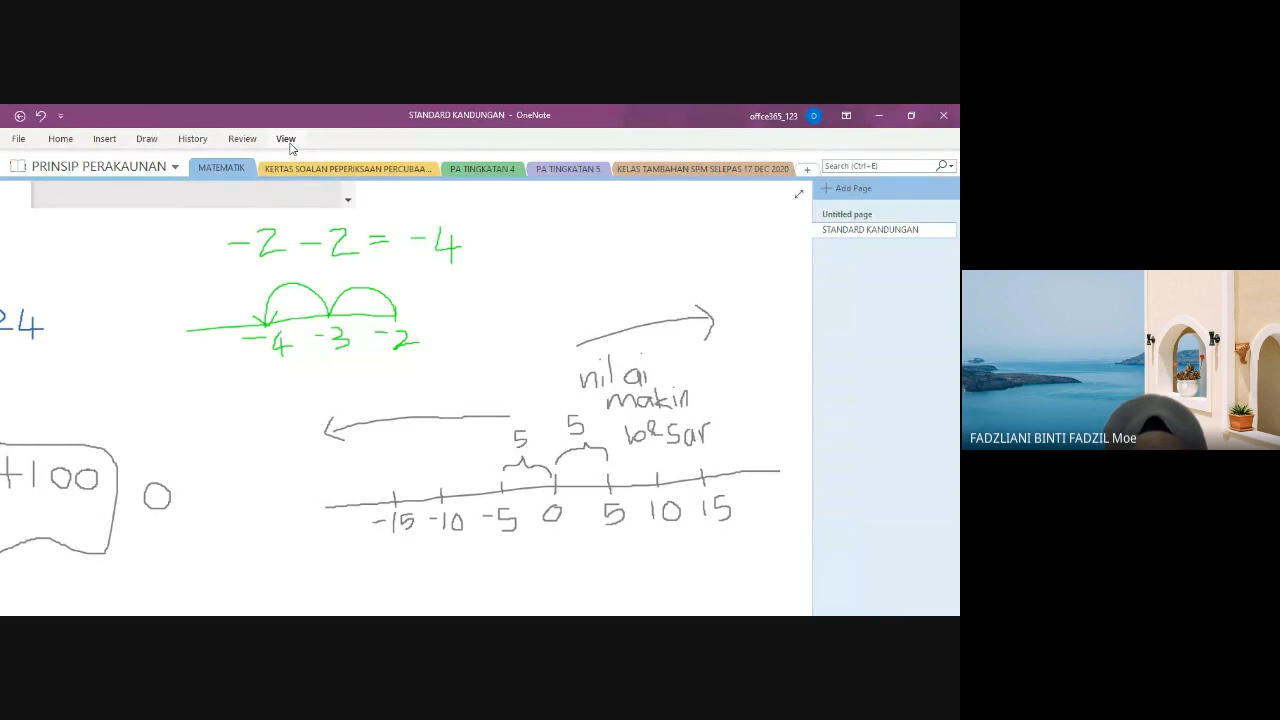 STANDARD KANDUNGAN - OneNote
offce365_123
O
File Home Insert Draw History Review View
PRINSIP PERAKAUNAN
MATEMATIK
KERTAS SOALAN PEPERIKSAAN PERCUBAA...
PA TINGKATAN 4
PA TINGKATAN 5
KELAS TAMBAHAN SPM SELEPAS 17 DEC 2020
+
Search (Ctrl+E)
+ Add Page
Untitled page
STANDARD KANDUNGAN
-2 -2 = -4
-4 -3 -2
24
nilai
makin
besar
5 5
+100
0
-15 -10 -5 0 5 10 15
FADZLIANI BINTI FADZIL Moe